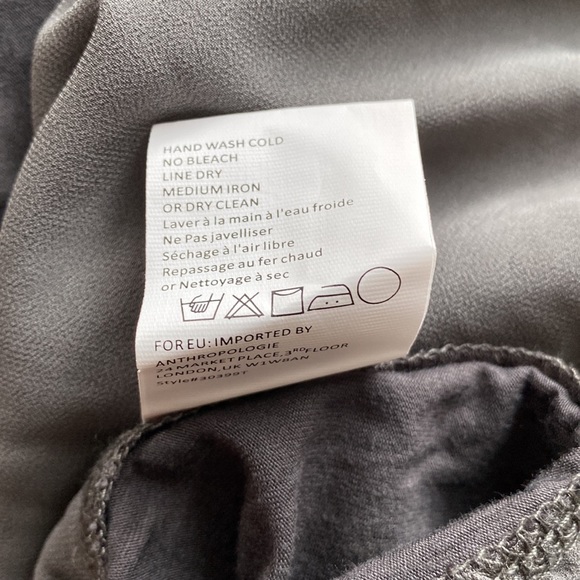 HAND WASH COLD
NO BLEACH
LINE DRY
MEDIUM IRON
OR DRY CLEAN
Laver à la main à l'eau froide
Ne Pas javelliser
Séchage à l'air libre
Repassage au fer chaud
or Nettoyage à sec
FOR EU: IMPORTED BY
ANTHROPOLOGIE
24 MARKET PLACE, 3RD FLOOR
LONDON, UK W1W8AN
Style#30399T